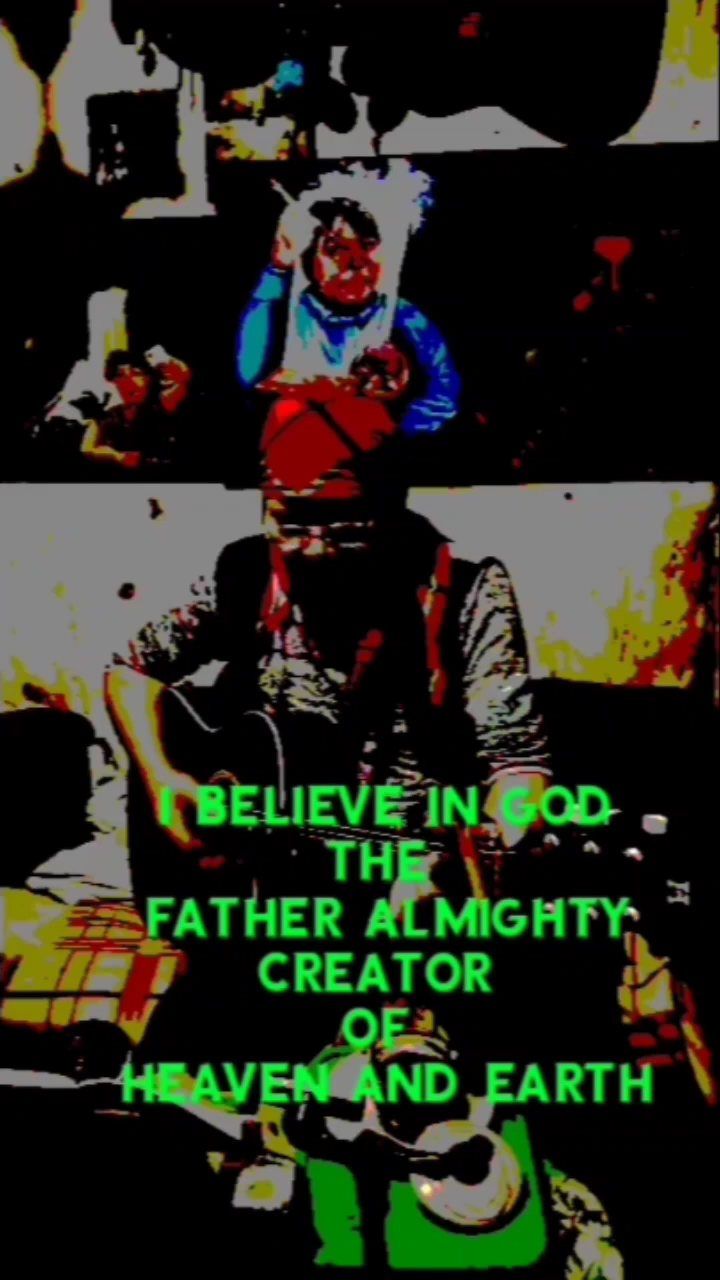 I BELIEVE IN GOD
THE
FATHER ALMIGHTY
CREATOR
OF
HEAVEN AND EARTH